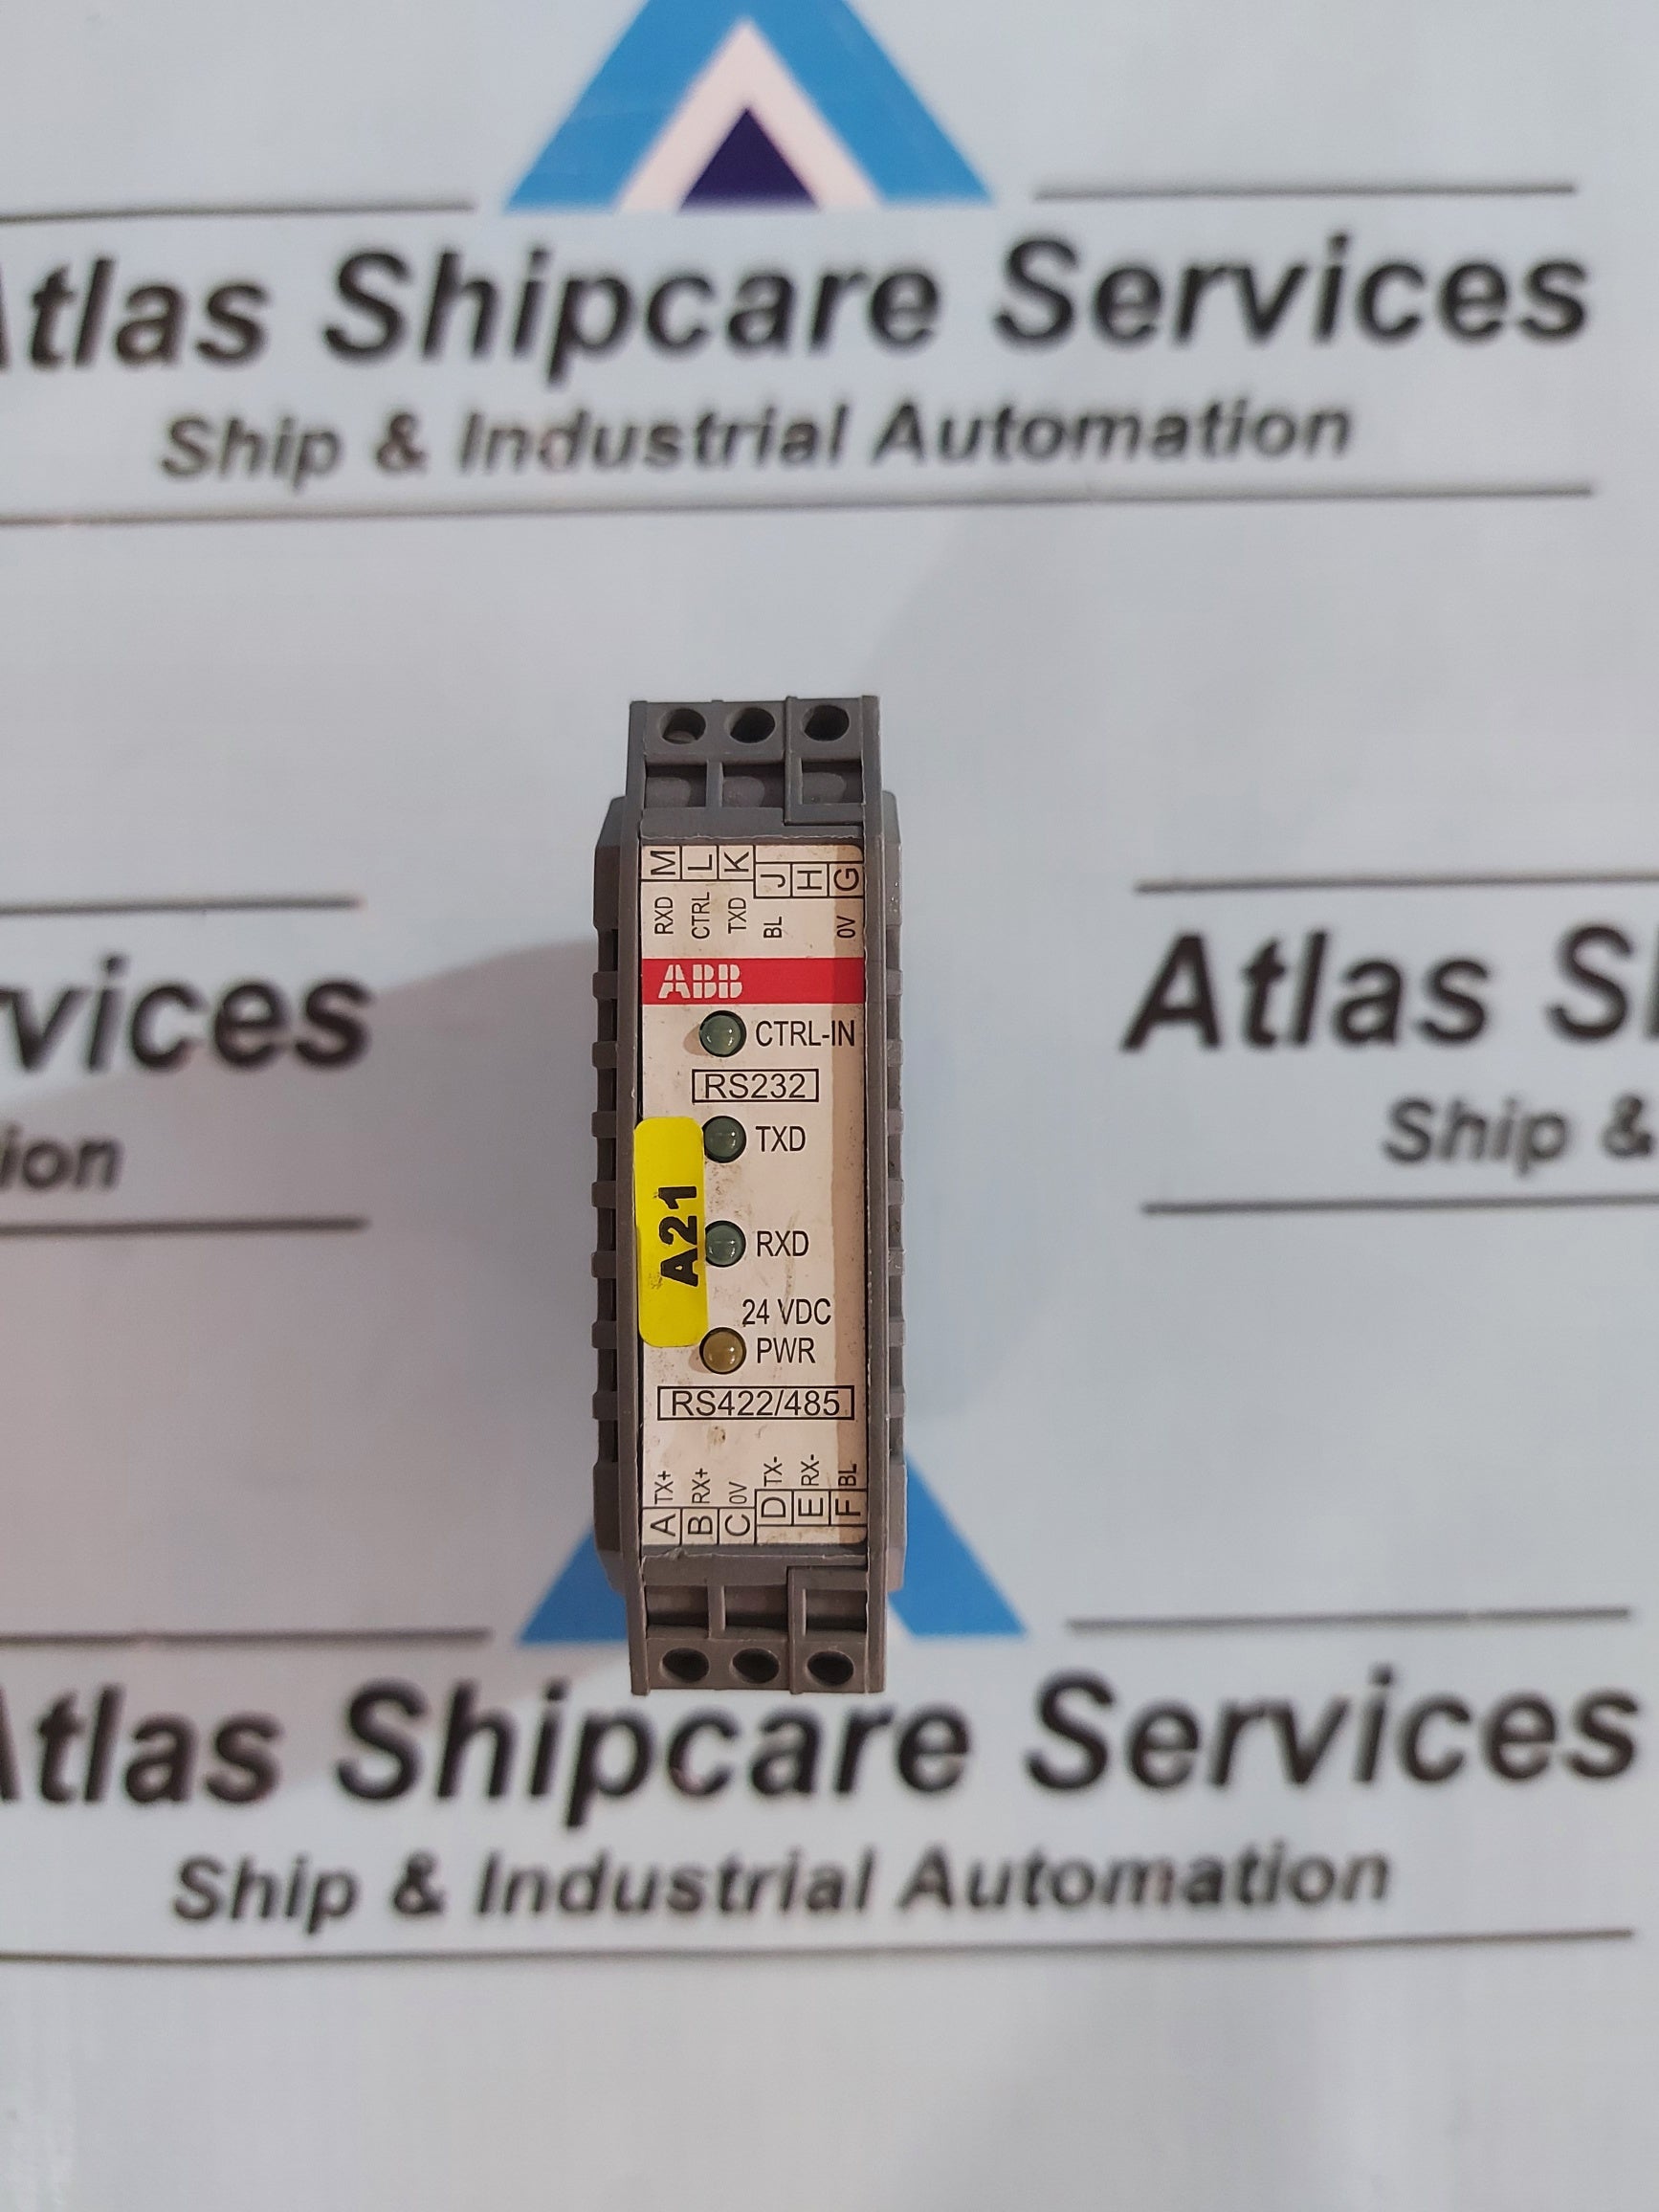 Atlas Shipcare Services
Ship & Industrial Automation
M L K J H G
RXD CTRL TXD BL 0V
ABB
CTRL-IN
RS232
TXD
A21
RXD
24 VDC
PWR
RS422/485
TX+ RX+ 0V TX- RX- BL
A B C D E F
vices
ion
Atlas S
Ship &
Atlas Shipcare Services
Ship & Industrial Automation